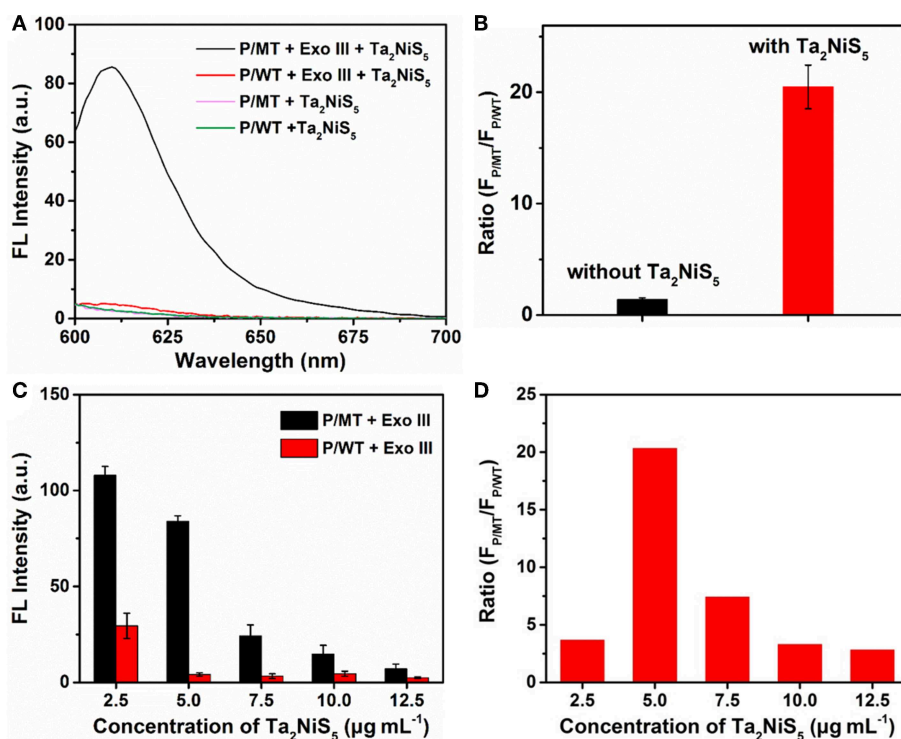 A
FL Intensity (a.u.)
100
80
60
40
20
0
P/MT + Exo III + Ta₂NiS₅
P/WT + Exo III + Ta₂NiS₅
P/MT + Ta₂NiS₅
P/WT +Ta₂NiS₅
600 625 650 675 700
Wavelength (nm)
B
Ratio (F_P/MT/F_P/WT)
20
10
0
with Ta₂NiS₅
without Ta₂NiS₅
C
FL Intensity (a.u.)
150
100
50
0
P/MT + Exo III
P/WT + Exo III
2.5 5.0 7.5 10.0 12.5
Concentration of Ta₂NiS₅ (µg mL⁻¹)
D
Ratio (F_P/MT/F_P/WT)
25
20
15
10
5
0
2.5 5.0 7.5 10.0 12.5
Concentration of Ta₂NiS₅ (µg mL⁻¹)